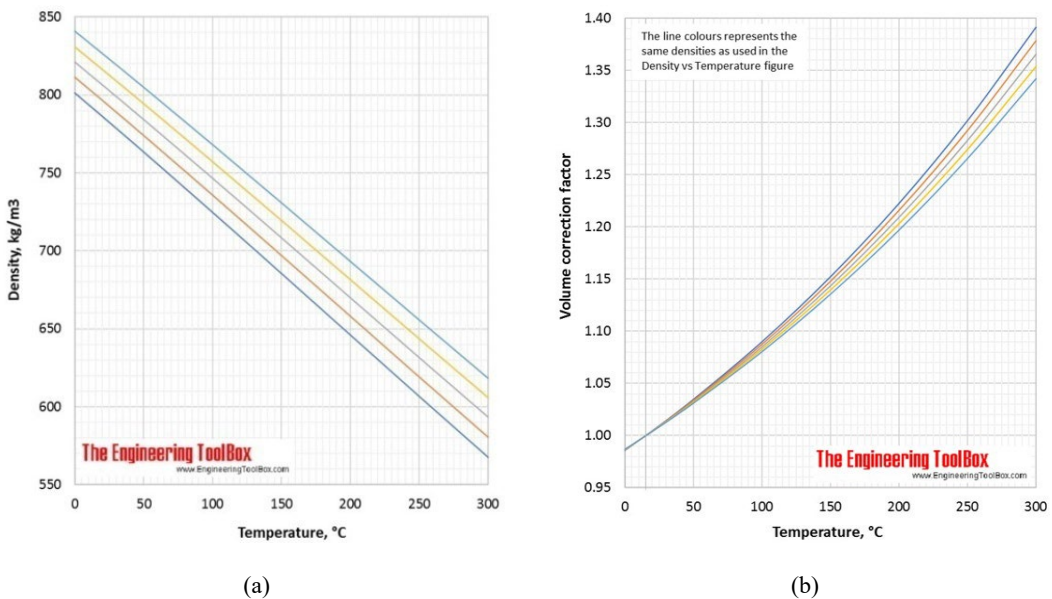 850
800
750
700
650
600
550
Density, kg/m3
The Engineering ToolBox
www.EngineeringToolBox.com
0 50 100 150 200 250 300
Temperature, °C
(a)
1.40
1.35
1.30
1.25
1.20
1.15
1.10
1.05
1.00
0.95
Volume correction factor
The line colours represents the
same densities as used in the
Density vs Temperature figure
The Engineering ToolBox
www.EngineeringToolBox.com
0 50 100 150 200 250 300
Temperature, °C
(b)